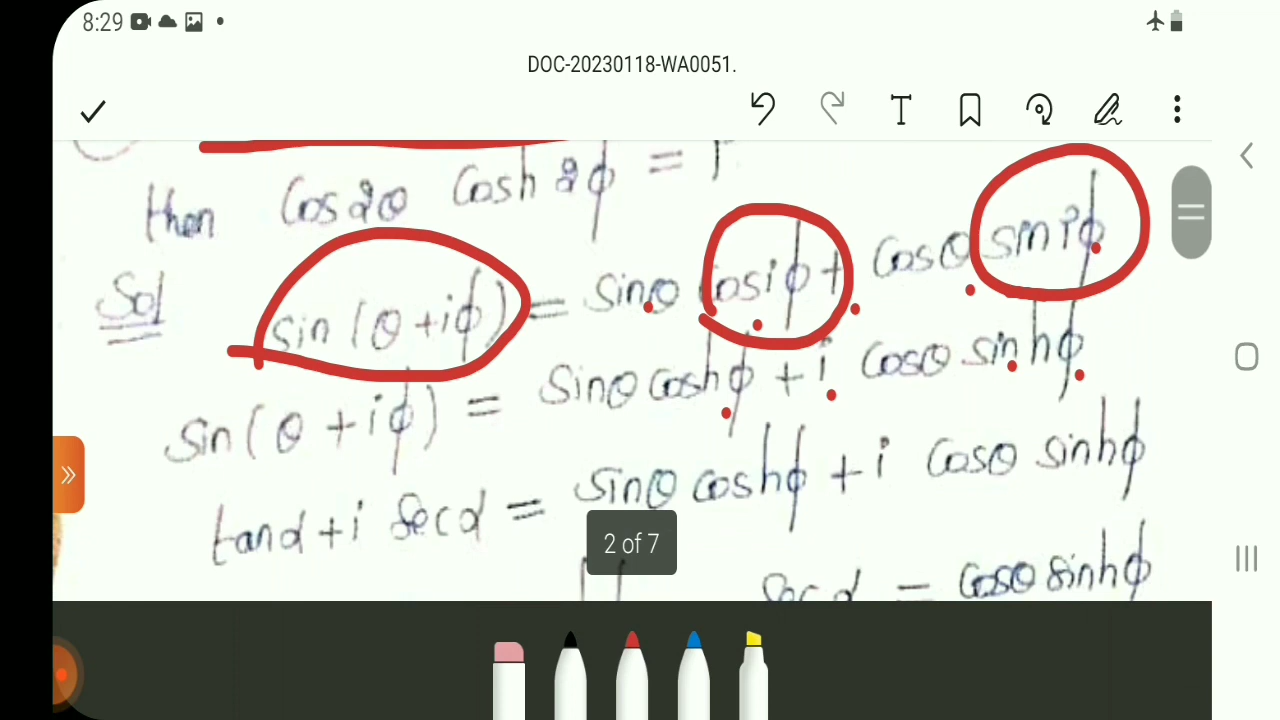 8:29
DOC-20230118-WA0051.
then Cos2θ Cosh2ϕ =
Sol sin(θ+iϕ) = sinθ cosiϕ + cosθ siniϕ
sin(θ+iϕ) = sinθ coshϕ + i cosθ sinhϕ
tanα+i Secα = sinθ coshϕ + i cosθ sinhϕ
Secα = cosθ sinhϕ
2 of 7